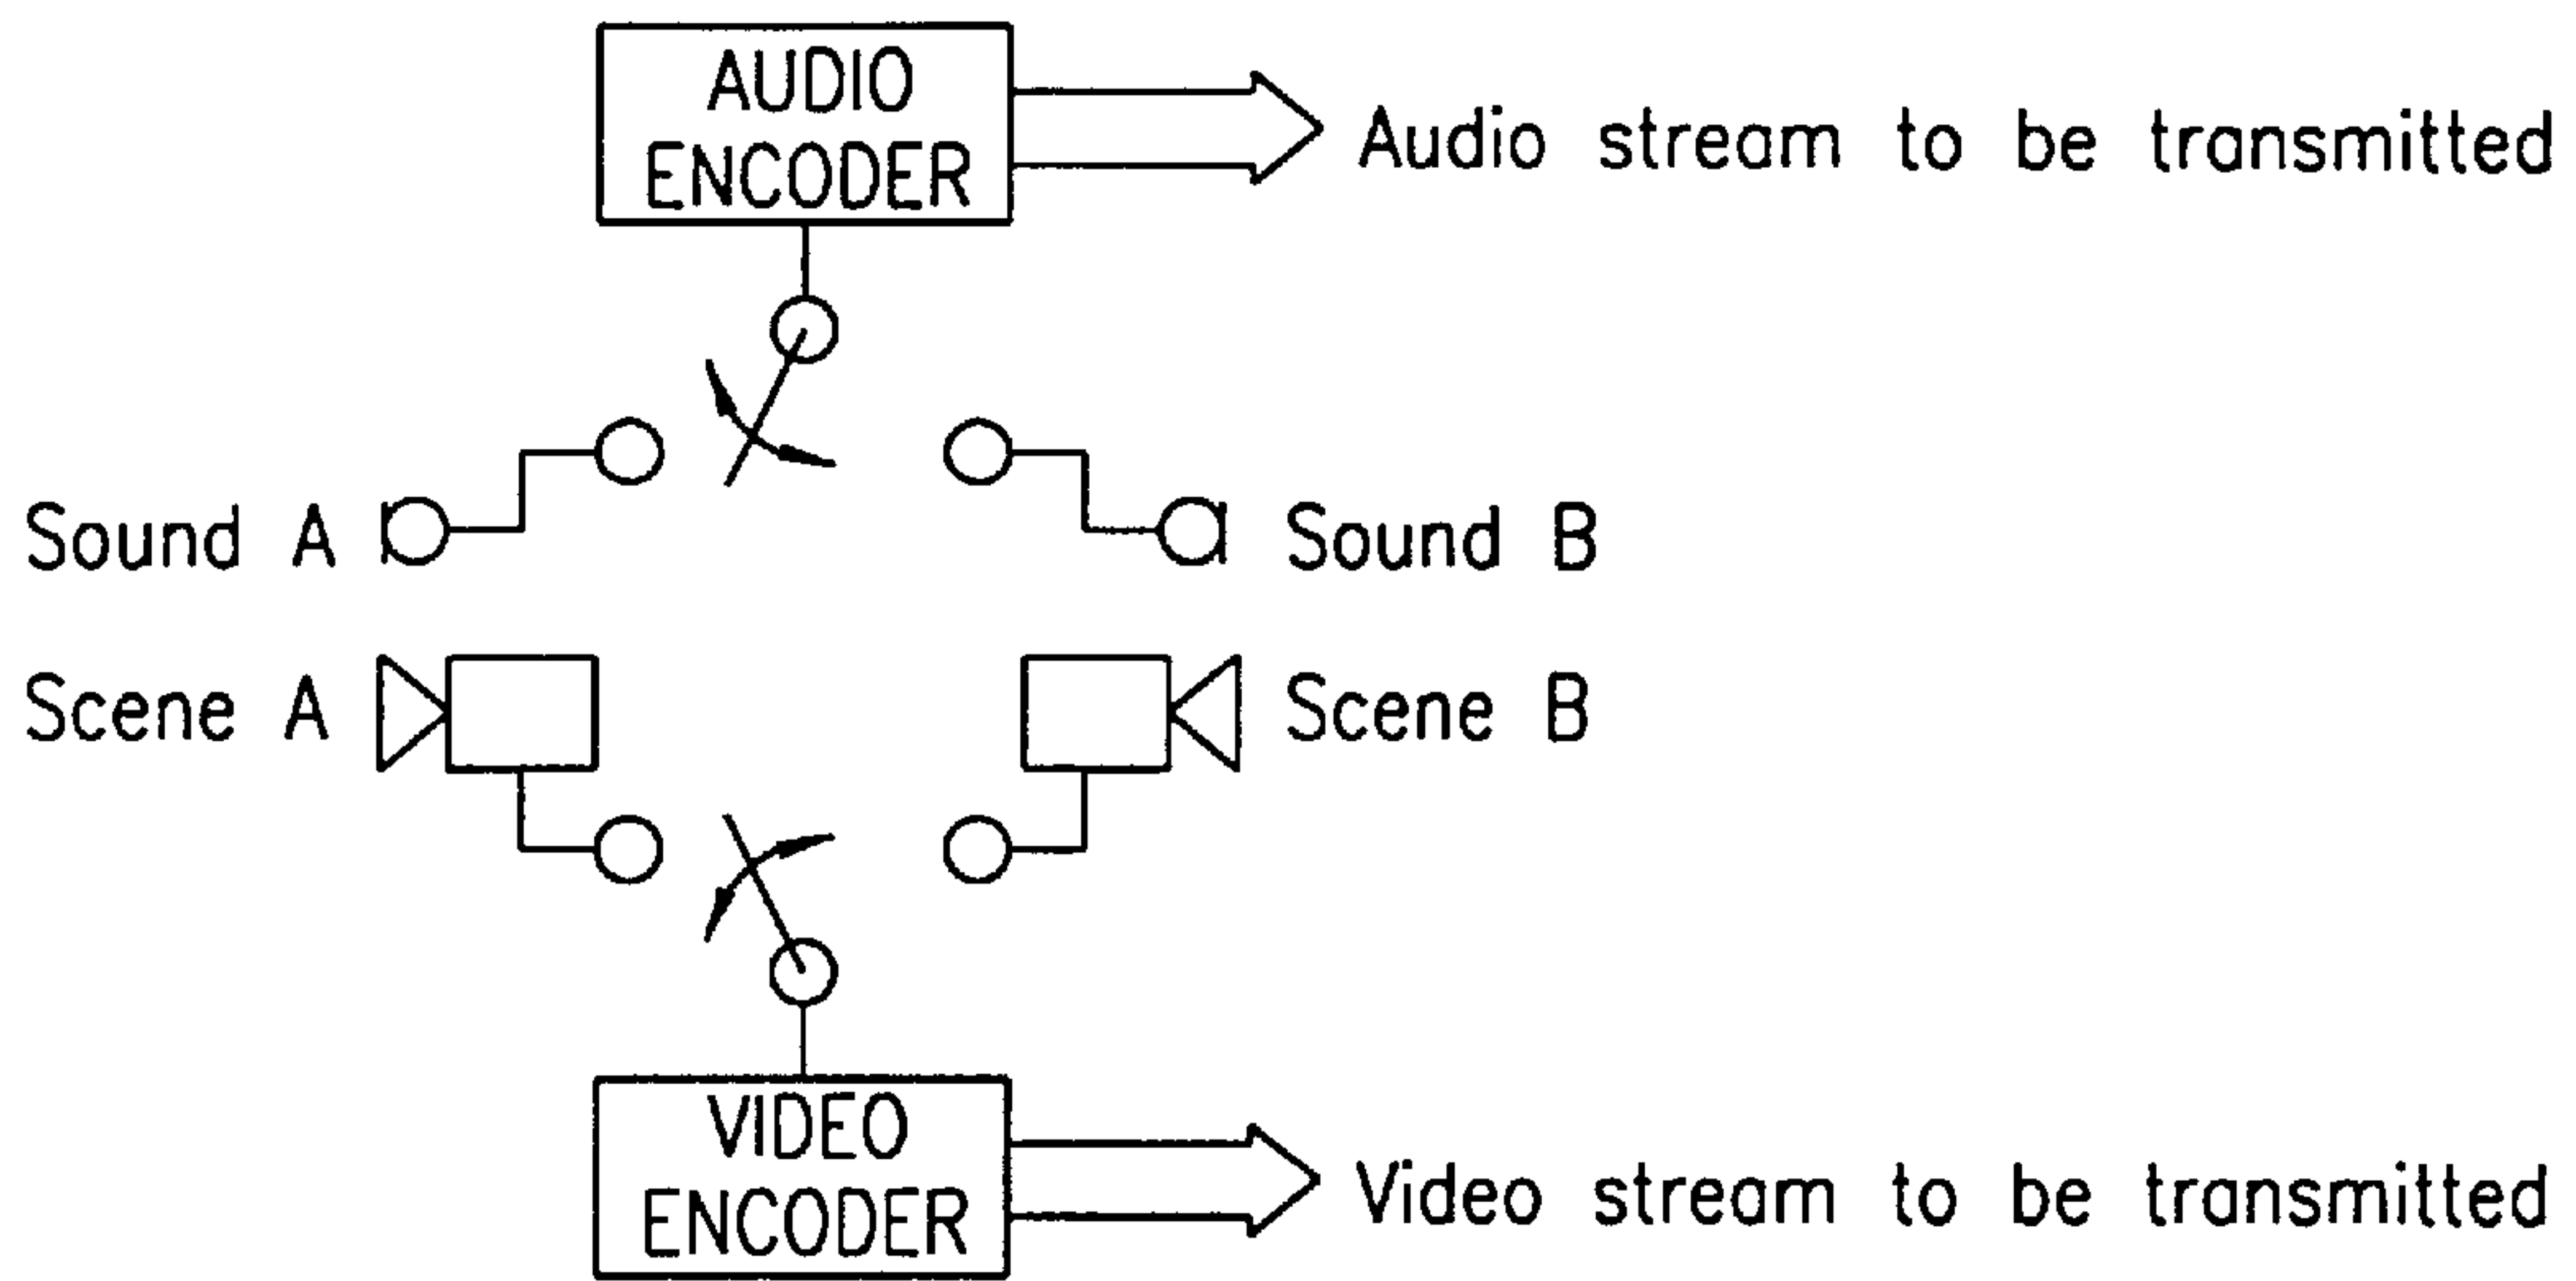 AUDIO
ENCODER
Audio stream to be transmitted
Sound A
Sound B
Scene A
Scene B
VIDEO
ENCODER
Video stream to be transmitted